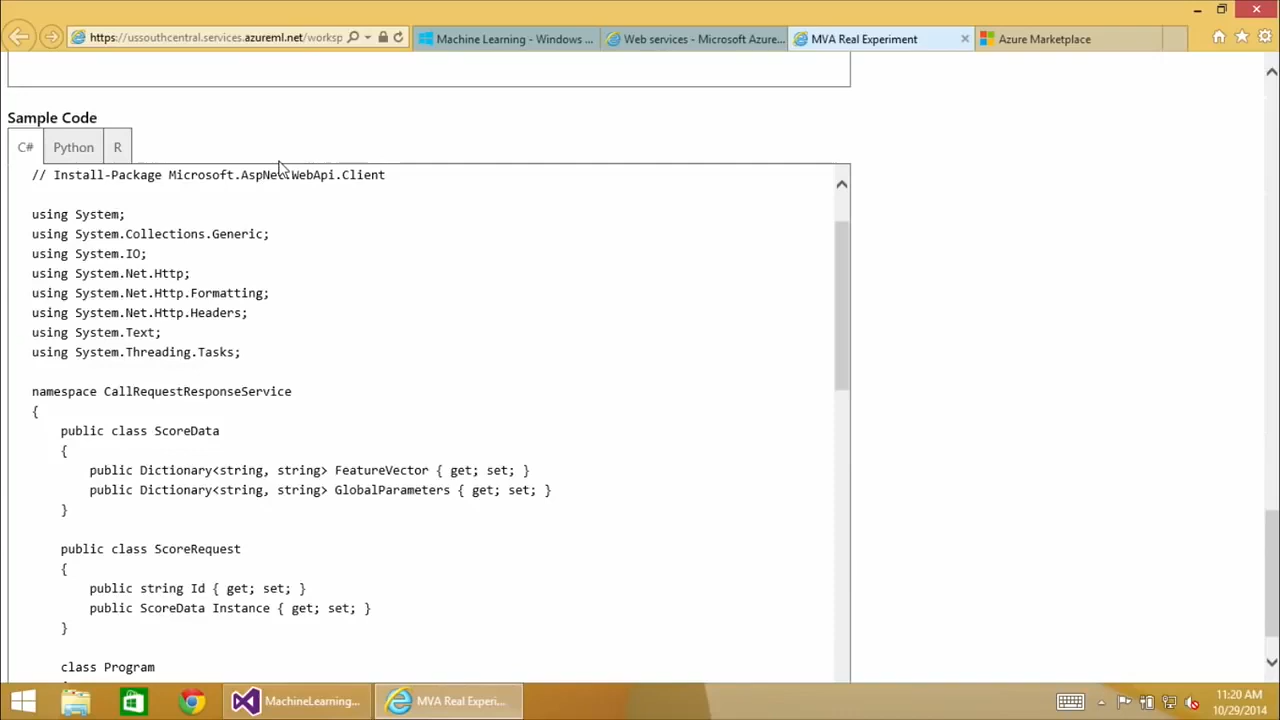 https://ussouthcentral.services.azureml.net/worksp
Machine Learning - Windows ...
Web services - Microsoft Azure...
MVA Real Experiment
Azure Marketplace
Sample Code
C#
Python
R
// Install-Package Microsoft.AspNet.WebApi.Client
using System;
using System.Collections.Generic;
using System.IO;
using System.Net.Http;
using System.Net.Http.Formatting;
using System.Net.Http.Headers;
using System.Text;
using System.Threading.Tasks;
namespace CallRequestResponseService
{
public class ScoreData
{
public Dictionary<string, string> FeatureVector { get; set; }
public Dictionary<string, string> GlobalParameters { get; set; }
}
public class ScoreRequest
{
public string Id { get; set; }
public ScoreData Instance { get; set; }
}
class Program
MachineLearning...
MVA Real Experi...
11:20 AM
10/29/2014